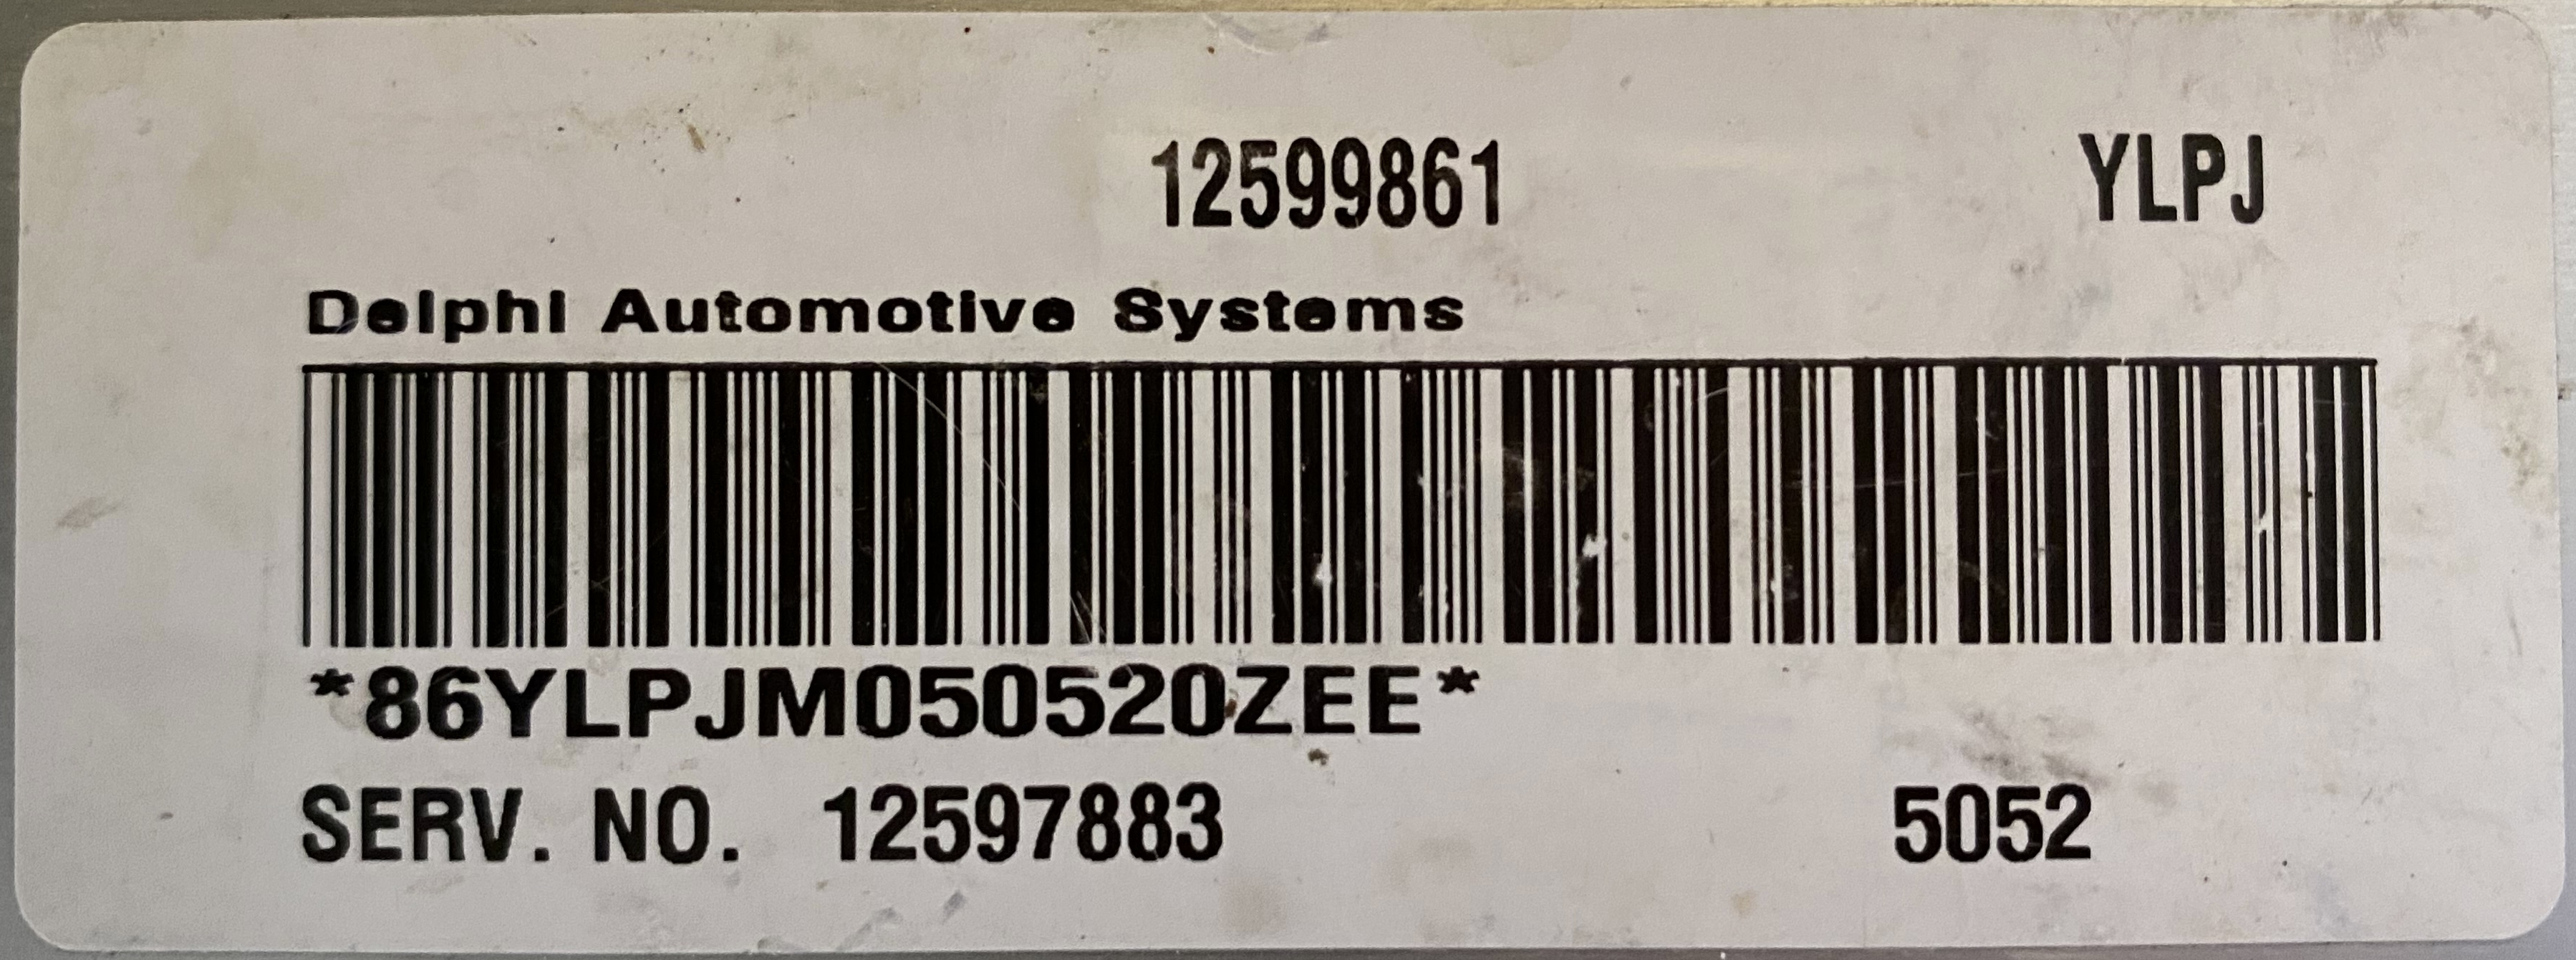 12599861 YLPJ
Delphi Automotive Systems
*86YLPJM050520ZEE*
SERV. NO. 12597883 5052